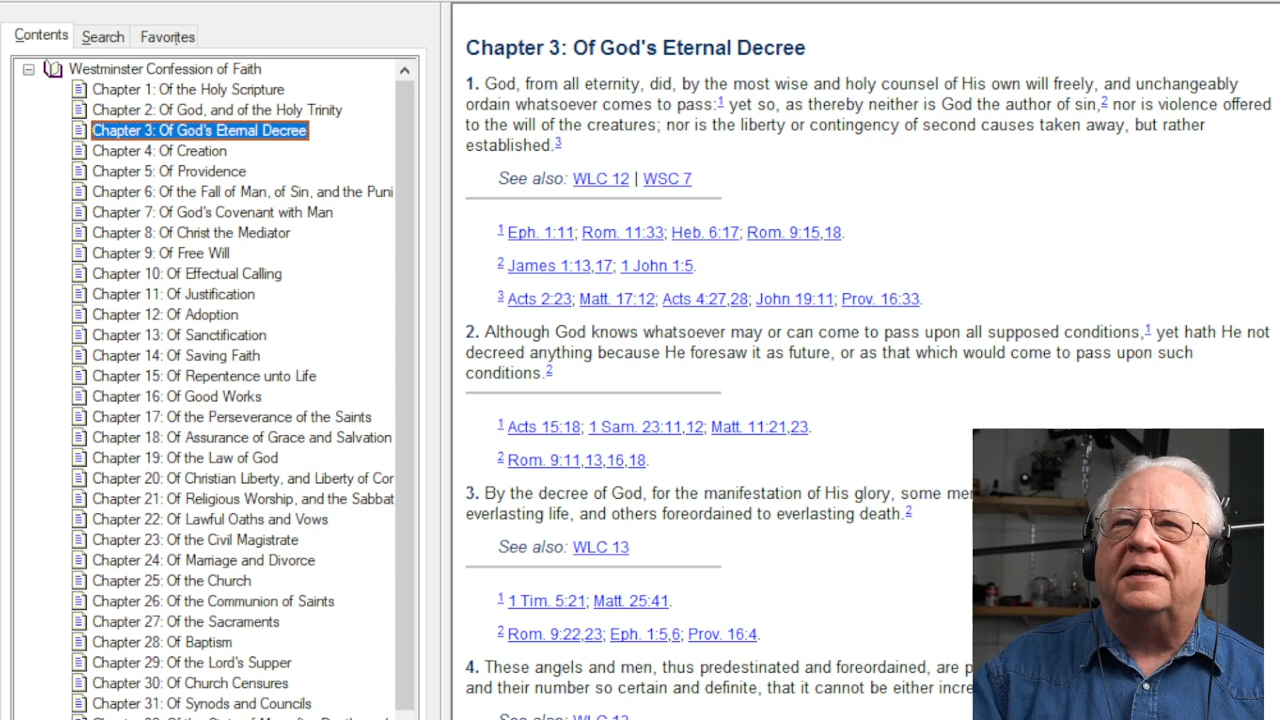 Contents
Search
Favorites
Westminster Confession of Faith
Chapter 1: Of the Holy Scripture
Chapter 2: Of God, and of the Holy Trinity
Chapter 3: Of God's Eternal Decree
Chapter 4: Of Creation
Chapter 5: Of Providence
Chapter 6: Of the Fall of Man, of Sin, and the Puni
Chapter 7: Of God's Covenant with Man
Chapter 8: Of Christ the Mediator
Chapter 9: Of Free Will
Chapter 10: Of Effectual Calling
Chapter 11: Of Justification
Chapter 12: Of Adoption
Chapter 13: Of Sanctification
Chapter 14: Of Saving Faith
Chapter 15: Of Repentence unto Life
Chapter 16: Of Good Works
Chapter 17: Of the Perseverance of the Saints
Chapter 18: Of Assurance of Grace and Salvation
Chapter 19: Of the Law of God
Chapter 20: Of Christian Liberty, and Liberty of Cor
Chapter 21: Of Religious Worship, and the Sabbat
Chapter 22: Of Lawful Oaths and Vows
Chapter 23: Of the Civil Magistrate
Chapter 24: Of Marriage and Divorce
Chapter 25: Of the Church
Chapter 26: Of the Communion of Saints
Chapter 27: Of the Sacraments
Chapter 28: Of Baptism
Chapter 29: Of the Lord's Supper
Chapter 30: Of Church Censures
Chapter 31: Of Synods and Councils
Chapter 3: Of God's Eternal Decree
1. God, from all eternity, did, by the most wise and holy counsel of His own will freely, and unchangeably
ordain whatsoever comes to pass:1 yet so, as thereby neither is God the author of sin,2 nor is violence offered
to the will of the creatures; nor is the liberty or contingency of second causes taken away, but rather
established.3
See also: WLC 12 | WSC 7
1 Eph. 1:11; Rom. 11:33; Heb. 6:17; Rom. 9:15,18.
2 James 1:13,17; 1 John 1:5.
3 Acts 2:23; Matt. 17:12; Acts 4:27,28; John 19:11; Prov. 16:33.
2. Although God knows whatsoever may or can come to pass upon all supposed conditions,1 yet hath He not
decreed anything because He foresaw it as future, or as that which would come to pass upon such
conditions.2
1 Acts 15:18; 1 Sam. 23:11,12; Matt. 11:21,23.
2 Rom. 9:11,13,16,18.
3. By the decree of God, for the manifestation of His glory, some mer
everlasting life, and others foreordained to everlasting death.2
See also: WLC 13
1 1 Tim. 5:21; Matt. 25:41.
2 Rom. 9:22,23; Eph. 1:5,6; Prov. 16:4.
4. These angels and men, thus predestinated and foreordained, are p
and their number so certain and definite, that it cannot be either incre
See also: WLC 13